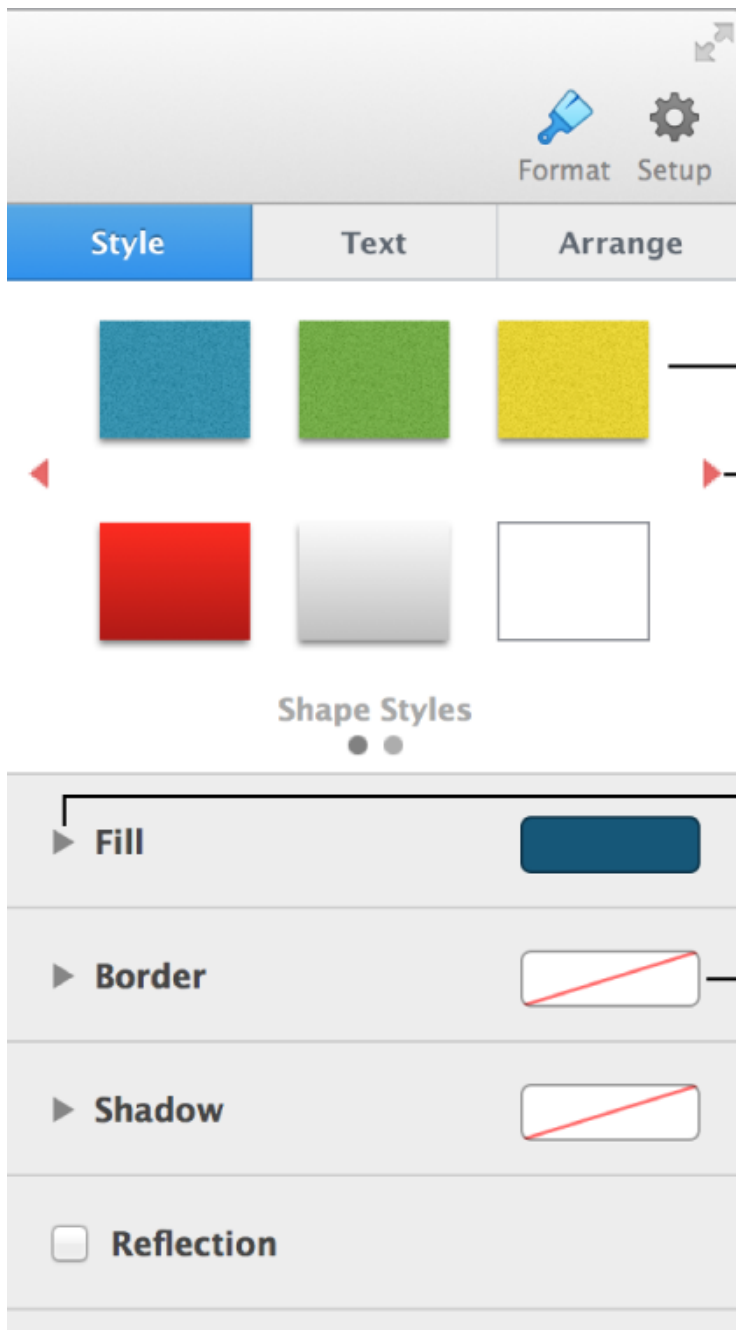 Format Setup
Style Text Arrange
Shape Styles
Fill
Border
Shadow
Reflection